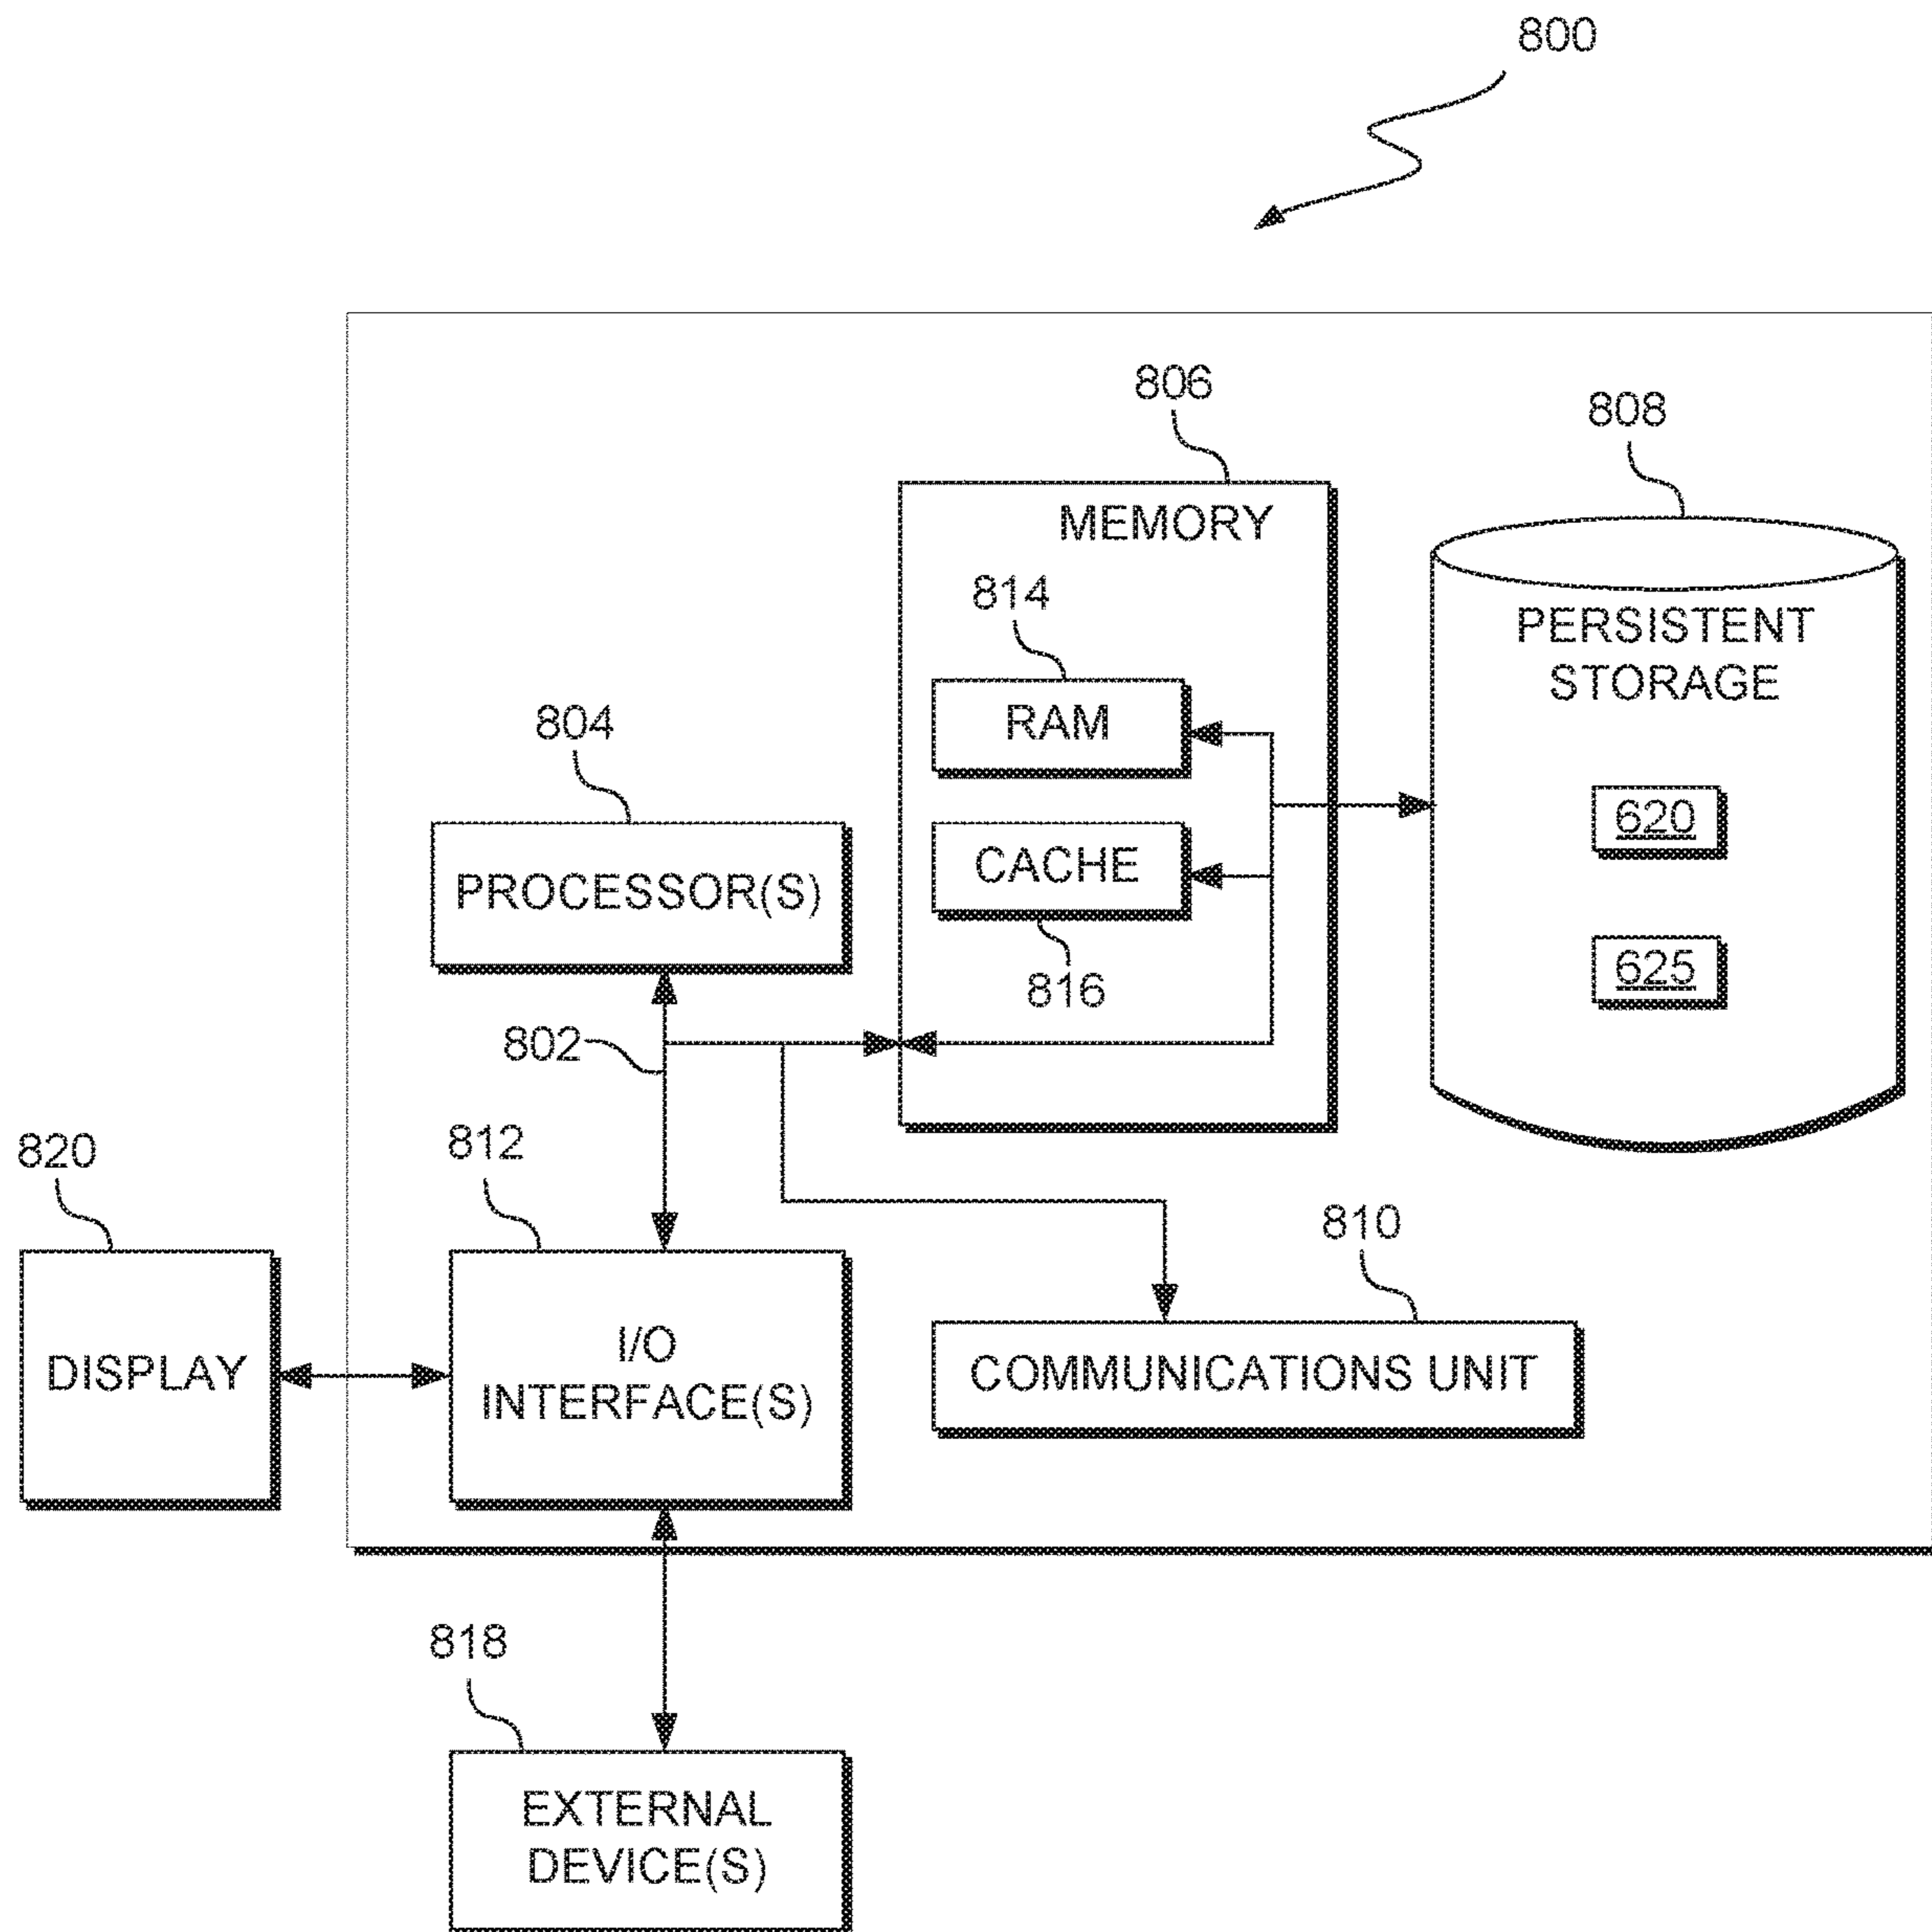 800
806
808
MEMORY
814
PERSISTENT
STORAGE
RAM
804
620
CACHE
PROCESSOR(S)
625
816
802
812
820
810
I/O
INTERFACE(S)
DISPLAY
COMMUNICATIONS UNIT
818
EXTERNAL
DEVICE(S)